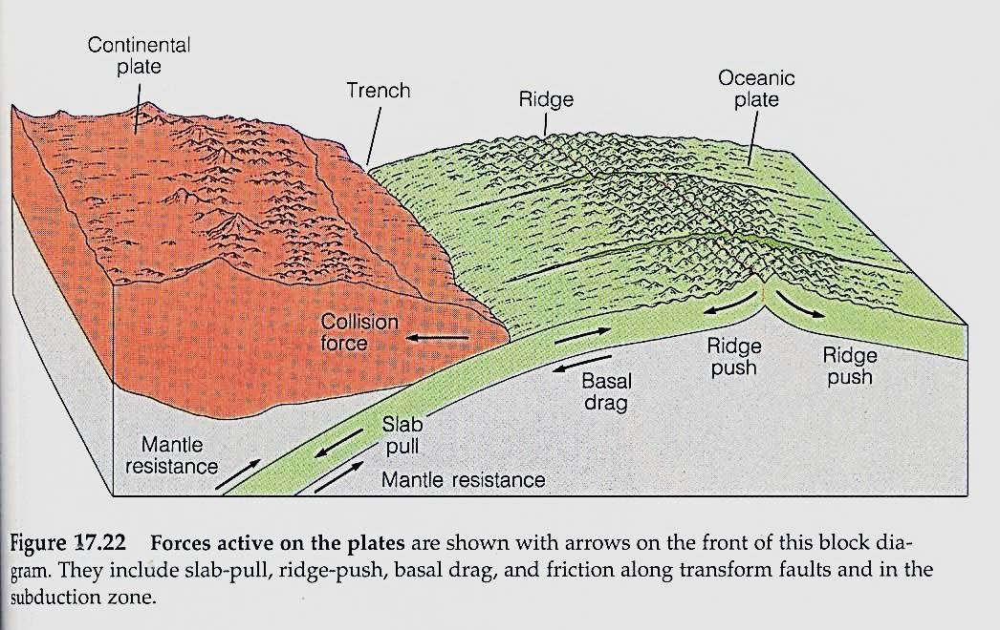 Continental
plate
Trench
Ridge
Oceanic
plate
Collision
force
Ridge
push
Ridge
push
Basal
drag
Slab
pull
Mantle
resistance
Mantle resistance
Figure 17.22 Forces active on the plates are shown with arrows on the front of this block dia-
gram. They include slab-pull, ridge-push, basal drag, and friction along transform faults and in the
subduction zone.